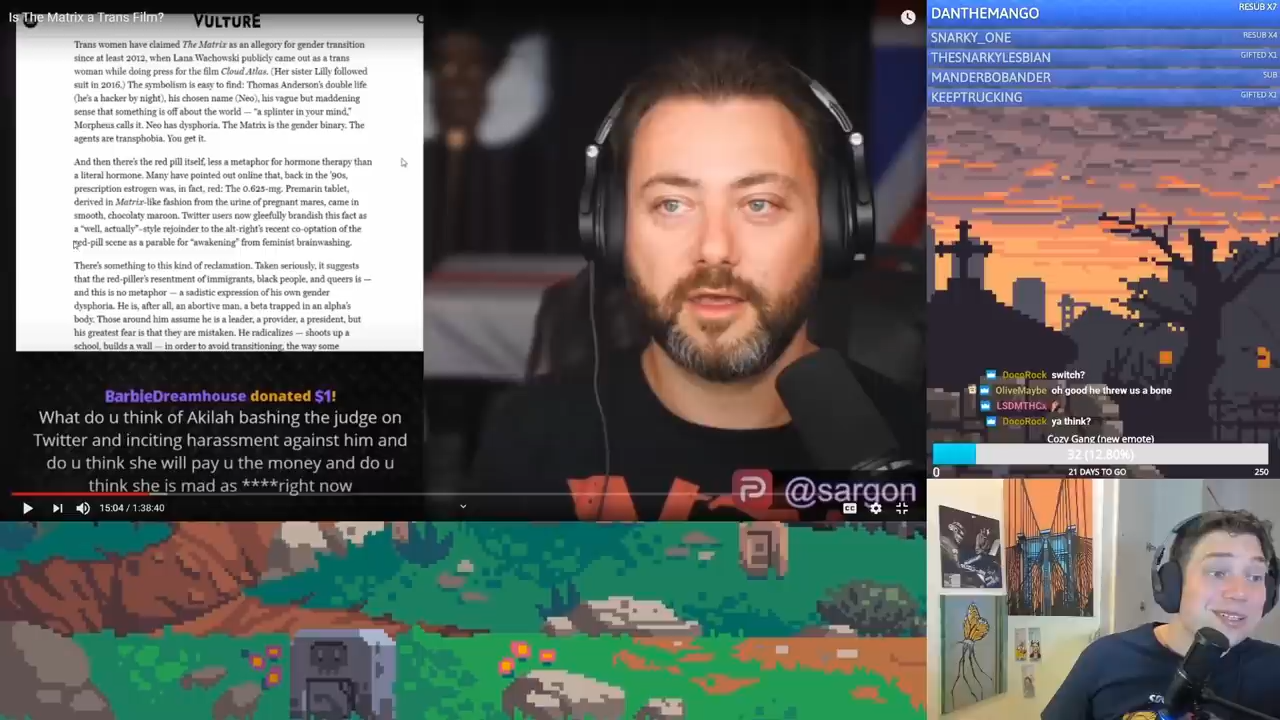 Is The Matrix a Trans Film?
VULTURE
Trans women have claimed The Matrix as an allegory for gender transition
since at least 2012, when Lana Wachowski publicly came out as a trans
woman while doing press for the film Cloud Atlas. (Her sister Lilly followed
suit in 2016.) The symbolism is easy to find: Thomas Anderson's double life
(he's a hacker by night), his chosen name (Neo), his vague but maddening
sense that something is off about the world — "a splinter in your mind,"
Morpheus calls it. Neo has dysphoria. The Matrix is the gender binary. The
agents are transphobia. You get it.
And then there's the red pill itself, less a metaphor for hormone therapy than
a literal hormone. Many have pointed out online that, back in the '90s,
prescription estrogen was, in fact, red: The 0.625-mg. Premarin tablet,
derived in Matrix-like fashion from the urine of pregnant mares, came in
smooth, chocolaty maroon. Twitter users now gleefully brandish this fact as
a "well, actually"-style rejoinder to the alt-right's recent co-optation of the
red-pill scene as a parable for "awakening" from feminist brainwashing.
There's something to this kind of reclamation. Taken seriously, it suggests
that the red-piller's resentment of immigrants, black people, and queers is —
and this is no metaphor — a sadistic expression of his own gender
dysphoria. He is, after all, an abortive man, a beta trapped in an alpha's
body. Those around him assume he is a leader, a provider, a president, but
his greatest fear is that they are mistaken. He radicalizes — shoots up a
school, builds a wall — in order to avoid transitioning, the way some
BarbieDreamhouse donated $1!
What do u think of Akilah bashing the judge on
Twitter and inciting harassment against him and
do u think she will pay u the money and do u
think she is mad as ****right now
@sargon
15:04 / 1:38:40
CC
DANTHEMANGO RESUB X7
SNARKY_ONE RESUB X4
THESNARKYLESBIAN GIFTED X1
MANDERBOBANDER SUB
KEEPTRUCKING GIFTED X1
DocoRock switch?
OliveMaybe oh good he threw us a bone
LSDMTHCx
DocoRock ya think?
Cozy Gang (new emote)
32 (12.80%)
0 21 DAYS TO GO 250